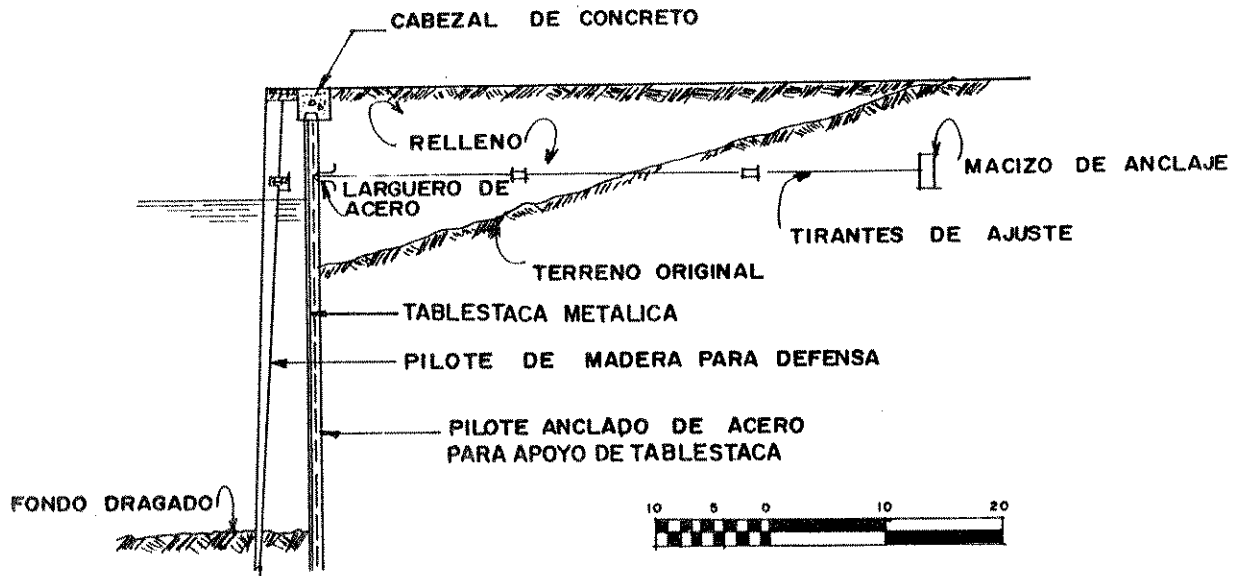 CABEZAL DE CONCRETO
RELLENO
MACIZO DE ANCLAJE
LARGUERO DE
ACERO
TIRANTES DE AJUSTE
TERRENO ORIGINAL
TABLESTACA METALICA
PILOTE DE MADERA PARA DEFENSA
PILOTE ANCLADO DE ACERO
PARA APOYO DE TABLESTACA
FONDO DRAGADO
10 5 0 10 20